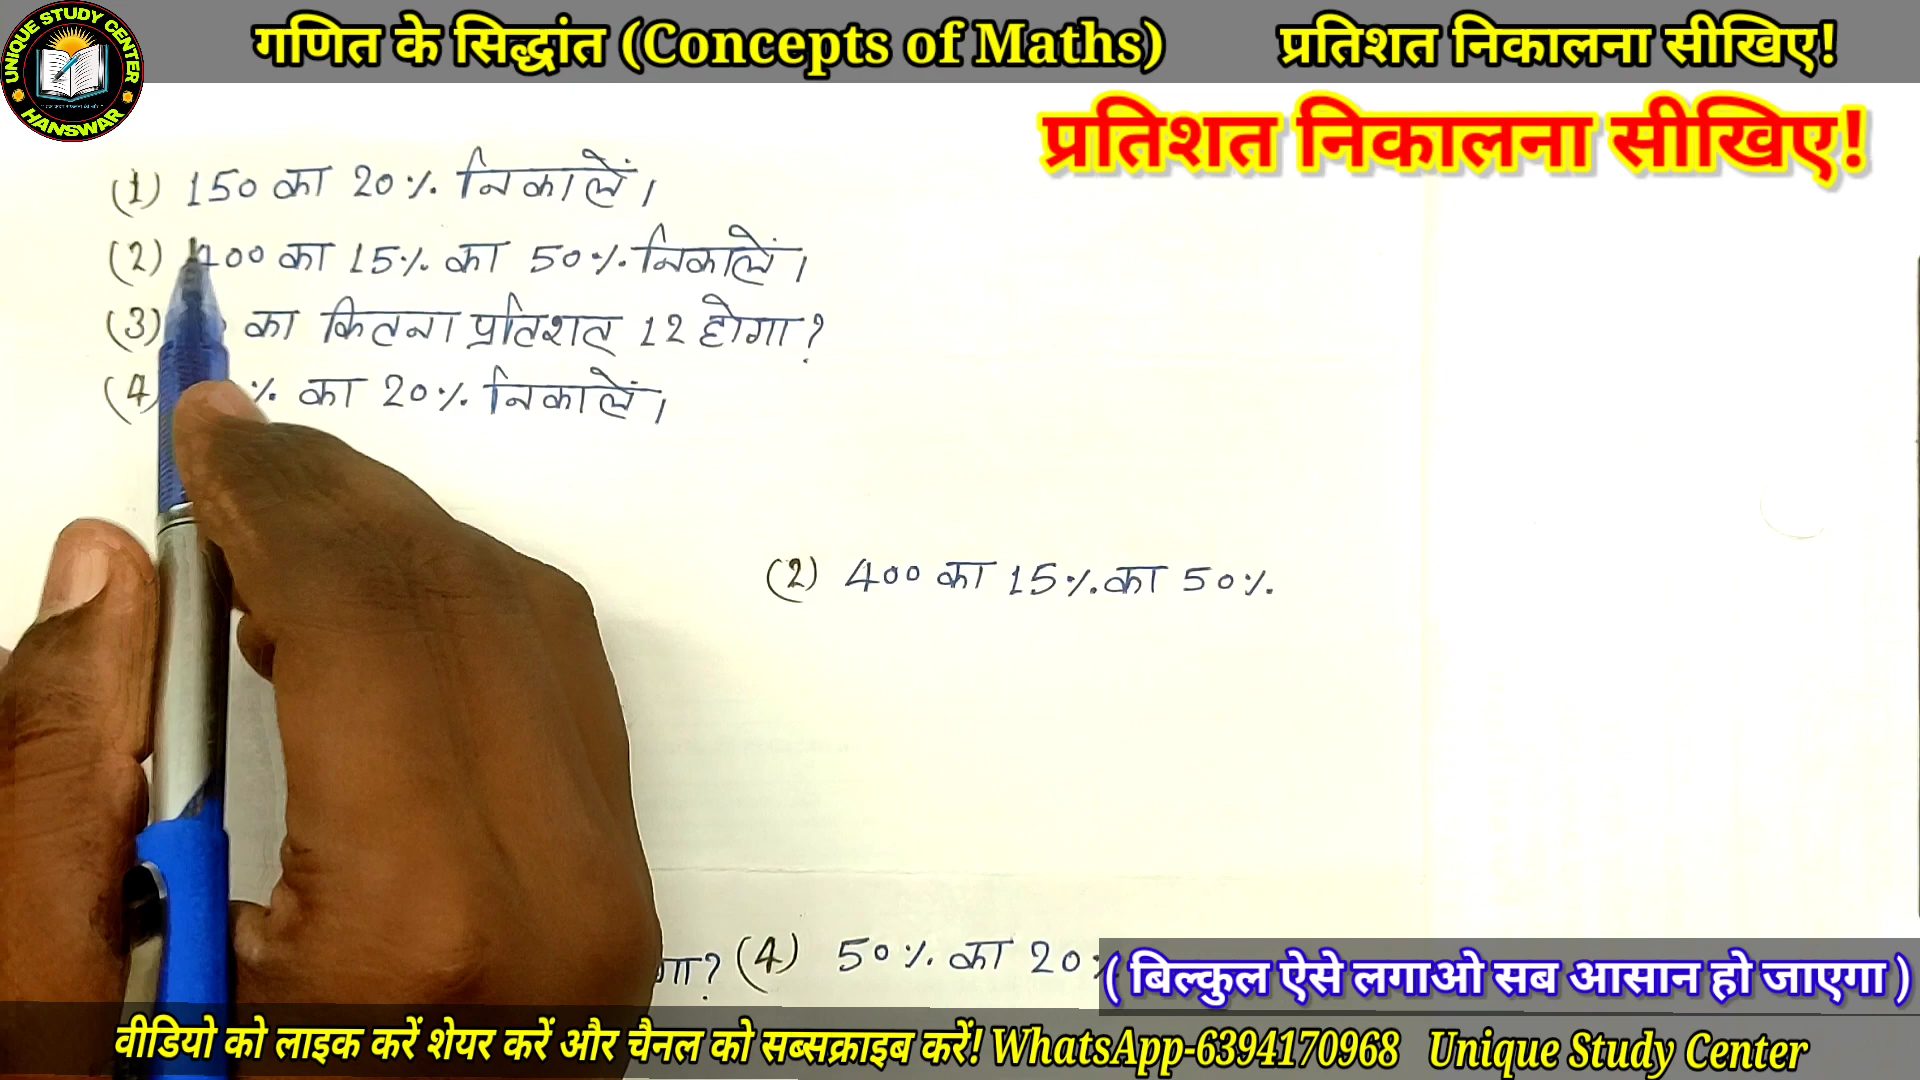 UNIQUE STUDY CENTER
HANSWAR
गणित के सिद्धांत (Concepts of Maths) प्रतिशत निकालना सीखिए!
प्रतिशत निकालना सीखिए!
(1) 150 का 20% निकालें।
(2) 400 का 15% का 50% निकालें।
(3) का कितना प्रतिशत 12 होगा?
(4) % का 20% निकालें।
(2) 400 का 15% का 50%
(4) 50% का 20%
( बिल्कुल ऐसे लगाओ सब आसान हो जाएगा )
वीडियो को लाइक करें शेयर करें और चैनल को सब्सक्राइब करें! WhatsApp-6394170968 Unique Study Center